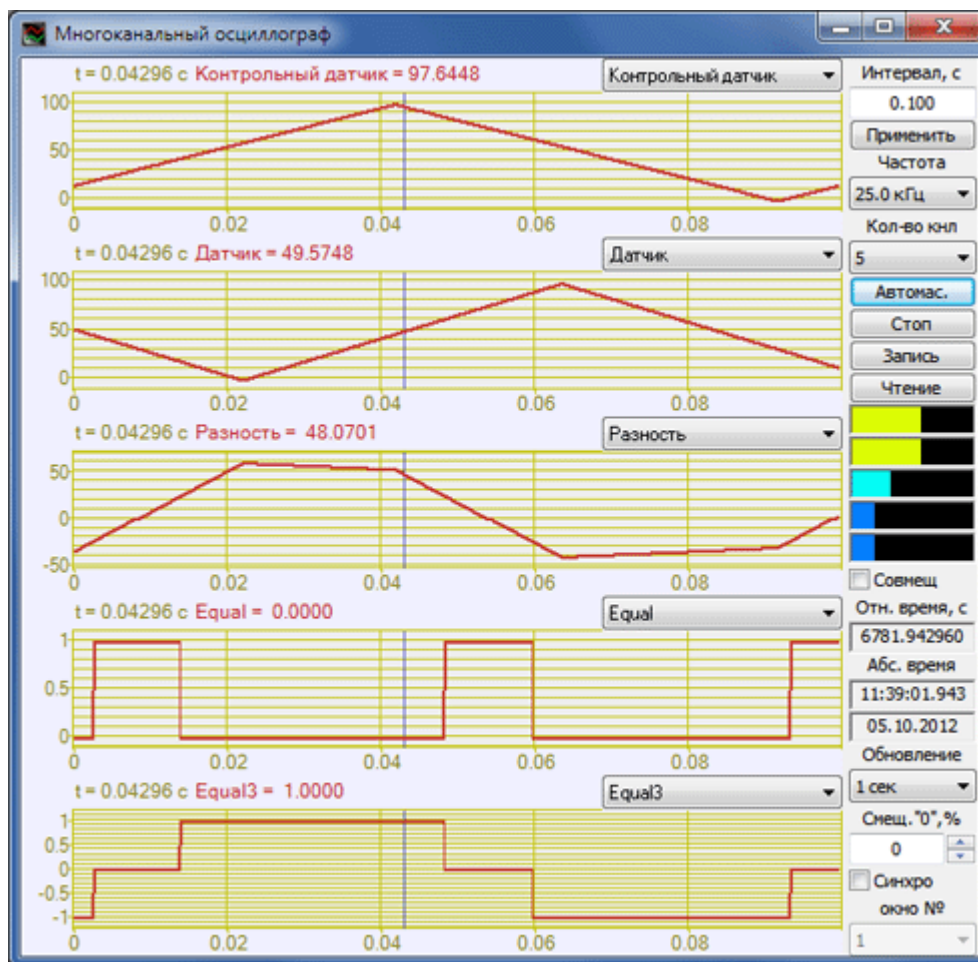 Многоканальный осциллограф
t = 0.04296 c Контрольный датчик = 97.6448
Контрольный датчик
100
50
0
0 0.02 0.04 0.06 0.08
t = 0.04296 c Датчик = 49.5748
Датчик
100
50
0
0 0.02 0.04 0.06 0.08
t = 0.04296 c Разность = 48.0701
Разность
50
0
-50
0 0.02 0.04 0.06 0.08
t = 0.04296 c Equal = 0.0000
Equal
1
0.5
0
0 0.02 0.04 0.06 0.08
t = 0.04296 c Equal3 = 1.0000
Equal3
1
0.5
0
-0.5
-1
0 0.02 0.04 0.06 0.08
Интервал, с
0.100
Применить
Частота
25.0 кГц
Кол-во кнл
5
Автомас.
Стоп
Запись
Чтение
Совмещ
Отн. время, с
6781.942960
Абс. время
11:39:01.943
05.10.2012
Обновление
1 сек
Смещ."0",%
0
Синхро
окно №
1